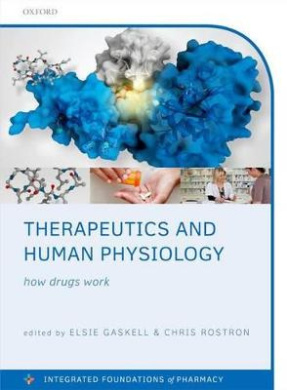 OXFORD
THERAPEUTICS AND
HUMAN PHYSIOLOGY
how drugs work
edited by ELSIE GASKELL & CHRIS ROSTRON
INTEGRATED FOUNDATIONS of PHARMACY